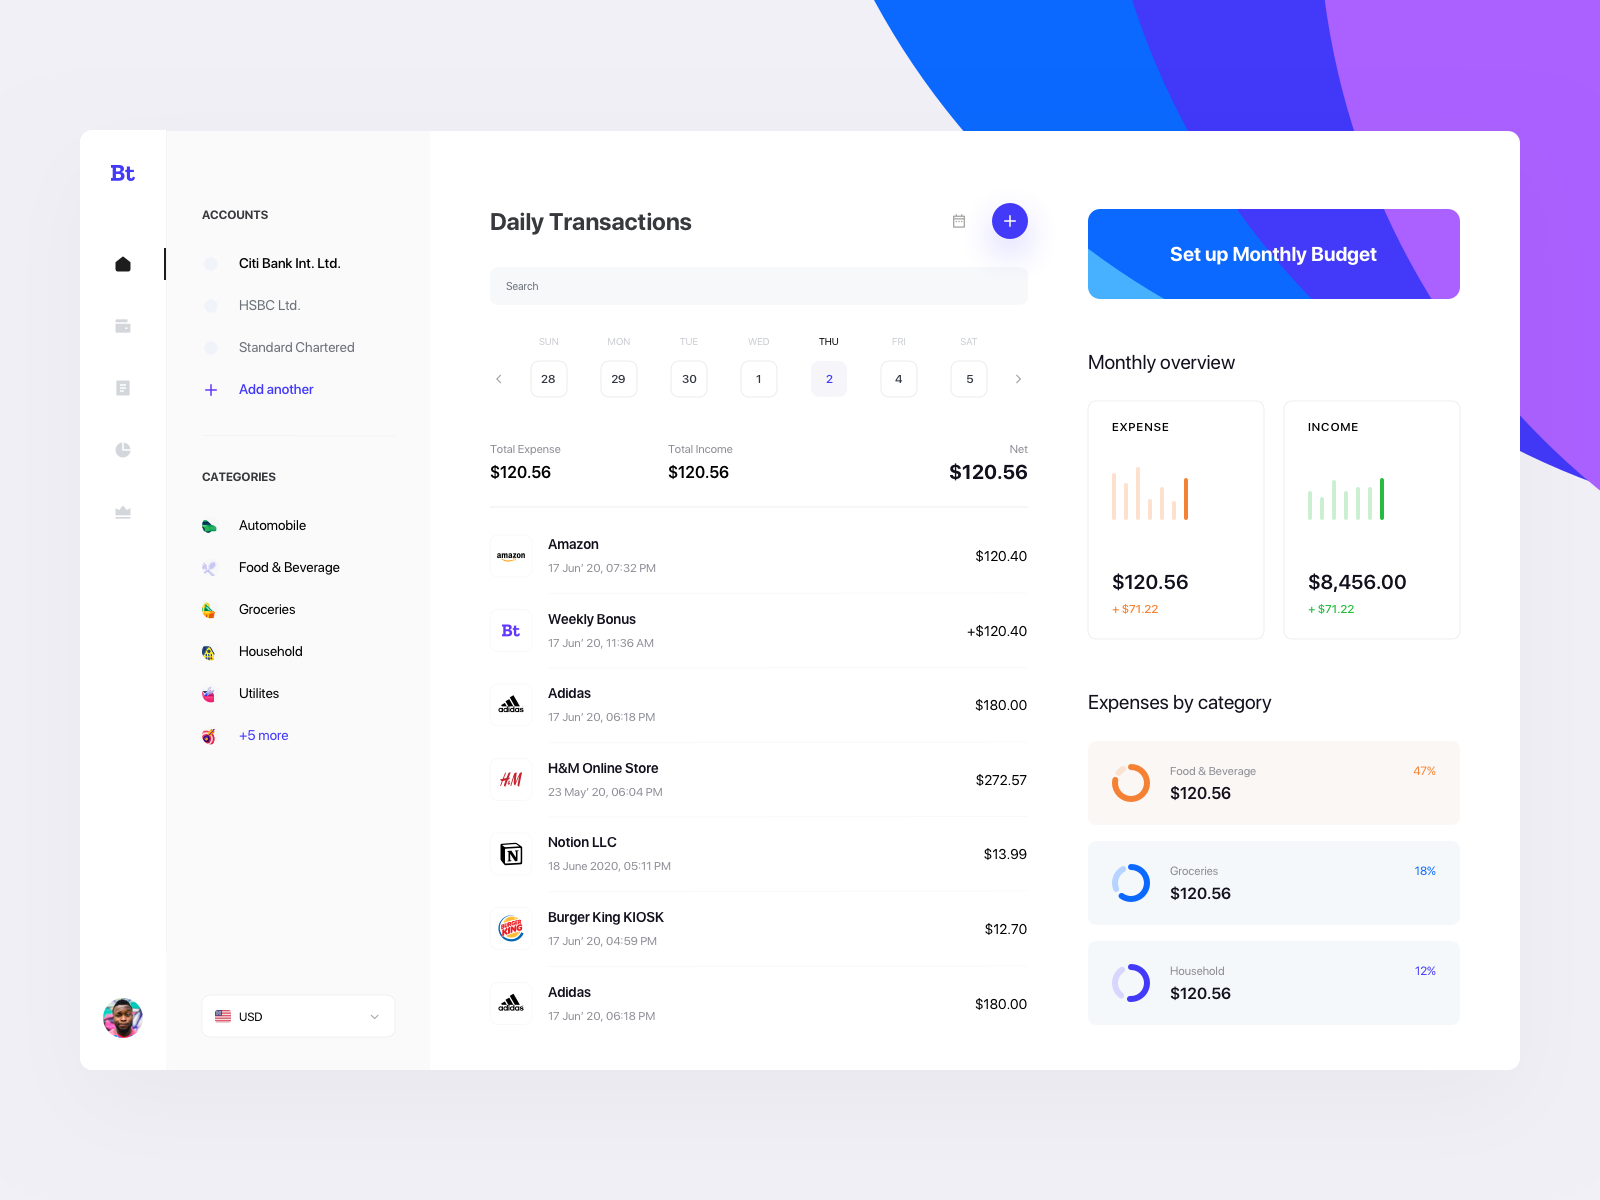 Bt
ACCOUNTS
Citi Bank Int. Ltd.
HSBC Ltd.
Standard Chartered
Add another
CATEGORIES
Automobile
Food & Beverage
Groceries
Household
Utilites
+5 more
USD
Daily Transactions
Search
SUN MON TUE WED THU FRI SAT
28 29 30 1 2 4 5
Total Expense Total Income Net
$120.56 $120.56 $120.56
amazon
Amazon
17 Jun' 20, 07:32 PM
$120.40
Bt
Weekly Bonus
17 Jun' 20, 11:36 AM
+$120.40
adidas
Adidas
17 Jun' 20, 06:18 PM
$180.00
H&M
H&M Online Store
23 May' 20, 06:04 PM
$272.57
N
Notion LLC
18 June 2020, 05:11 PM
$13.99
BURGER
KING
Burger King KIOSK
17 Jun' 20, 04:59 PM
$12.70
adidas
Adidas
17 Jun' 20, 06:18 PM
$180.00
Set up Monthly Budget
Monthly overview
EXPENSE
$120.56
+ $71.22
INCOME
$8,456.00
+ $71.22
Expenses by category
Food & Beverage
$120.56
47%
Groceries
$120.56
18%
Household
$120.56
12%